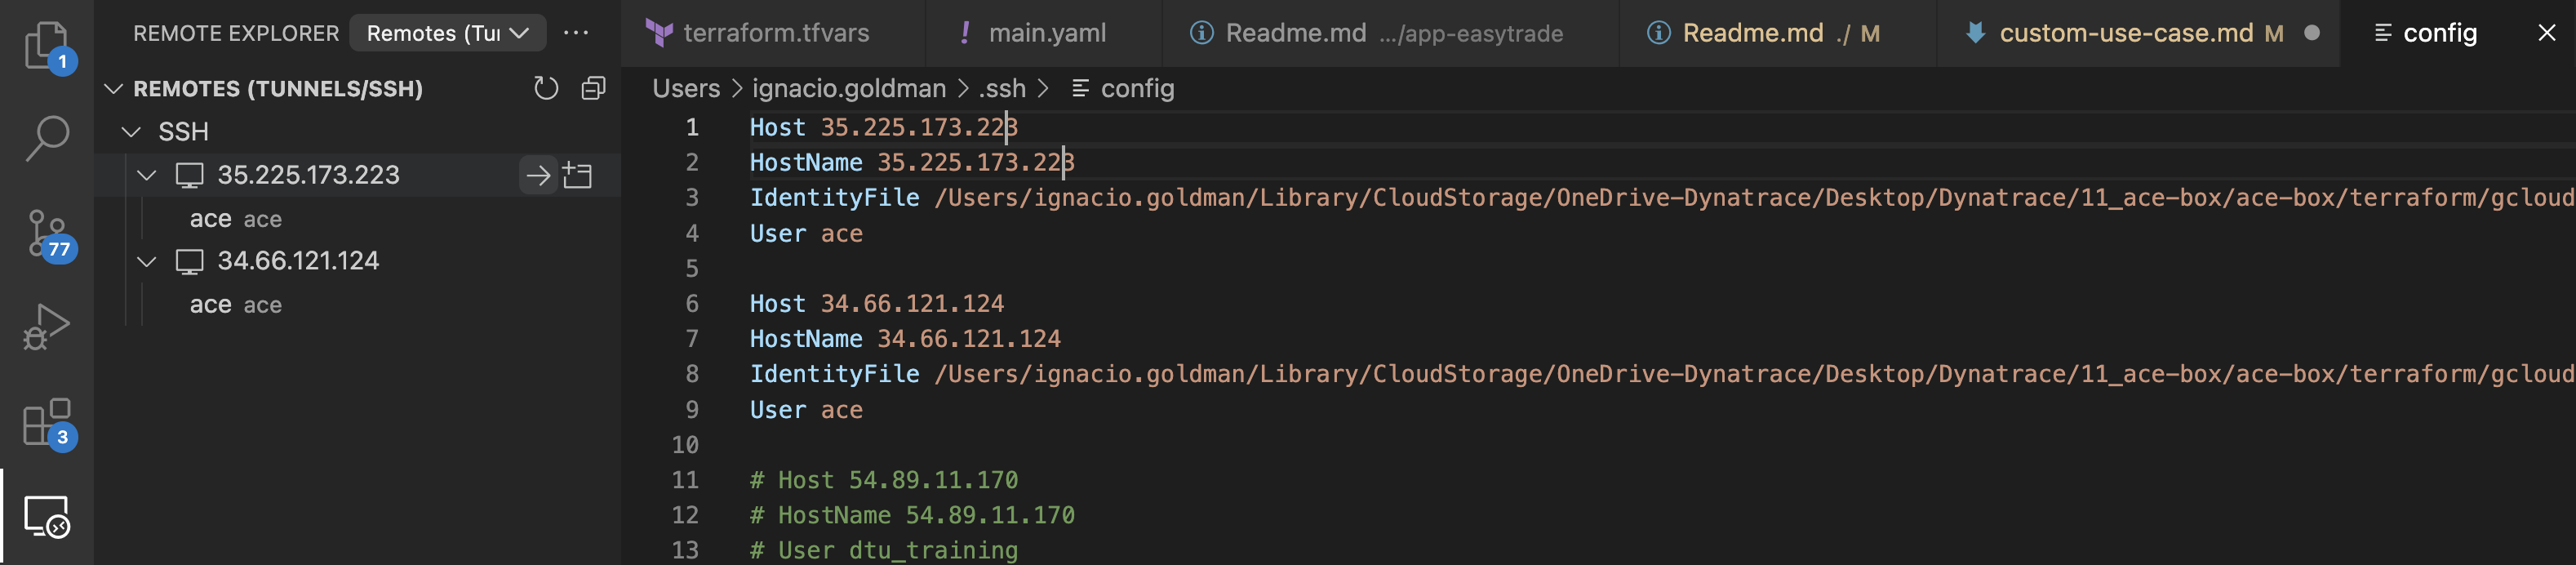 REMOTE EXPLORER Remotes (Tu
terraform.tfvars
main.yaml
Readme.md .../app-easytrade
Readme.md ./ M
custom-use-case.md M
config
REMOTES (TUNNELS/SSH)
Users > ignacio.goldman > .ssh > config
SSH
35.225.173.223
ace ace
34.66.121.124
ace ace
1
77
3
1 Host 35.225.173.223
2 HostName 35.225.173.223
3 IdentityFile /Users/ignacio.goldman/Library/CloudStorage/OneDrive-Dynatrace/Desktop/Dynatrace/11_ace-box/ace-box/terraform/gcloud
4 User ace
5
6 Host 34.66.121.124
7 HostName 34.66.121.124
8 IdentityFile /Users/ignacio.goldman/Library/CloudStorage/OneDrive-Dynatrace/Desktop/Dynatrace/11_ace-box/ace-box/terraform/gcloud
9 User ace
10
11 # Host 54.89.11.170
12 # HostName 54.89.11.170
13 # User dtu_training